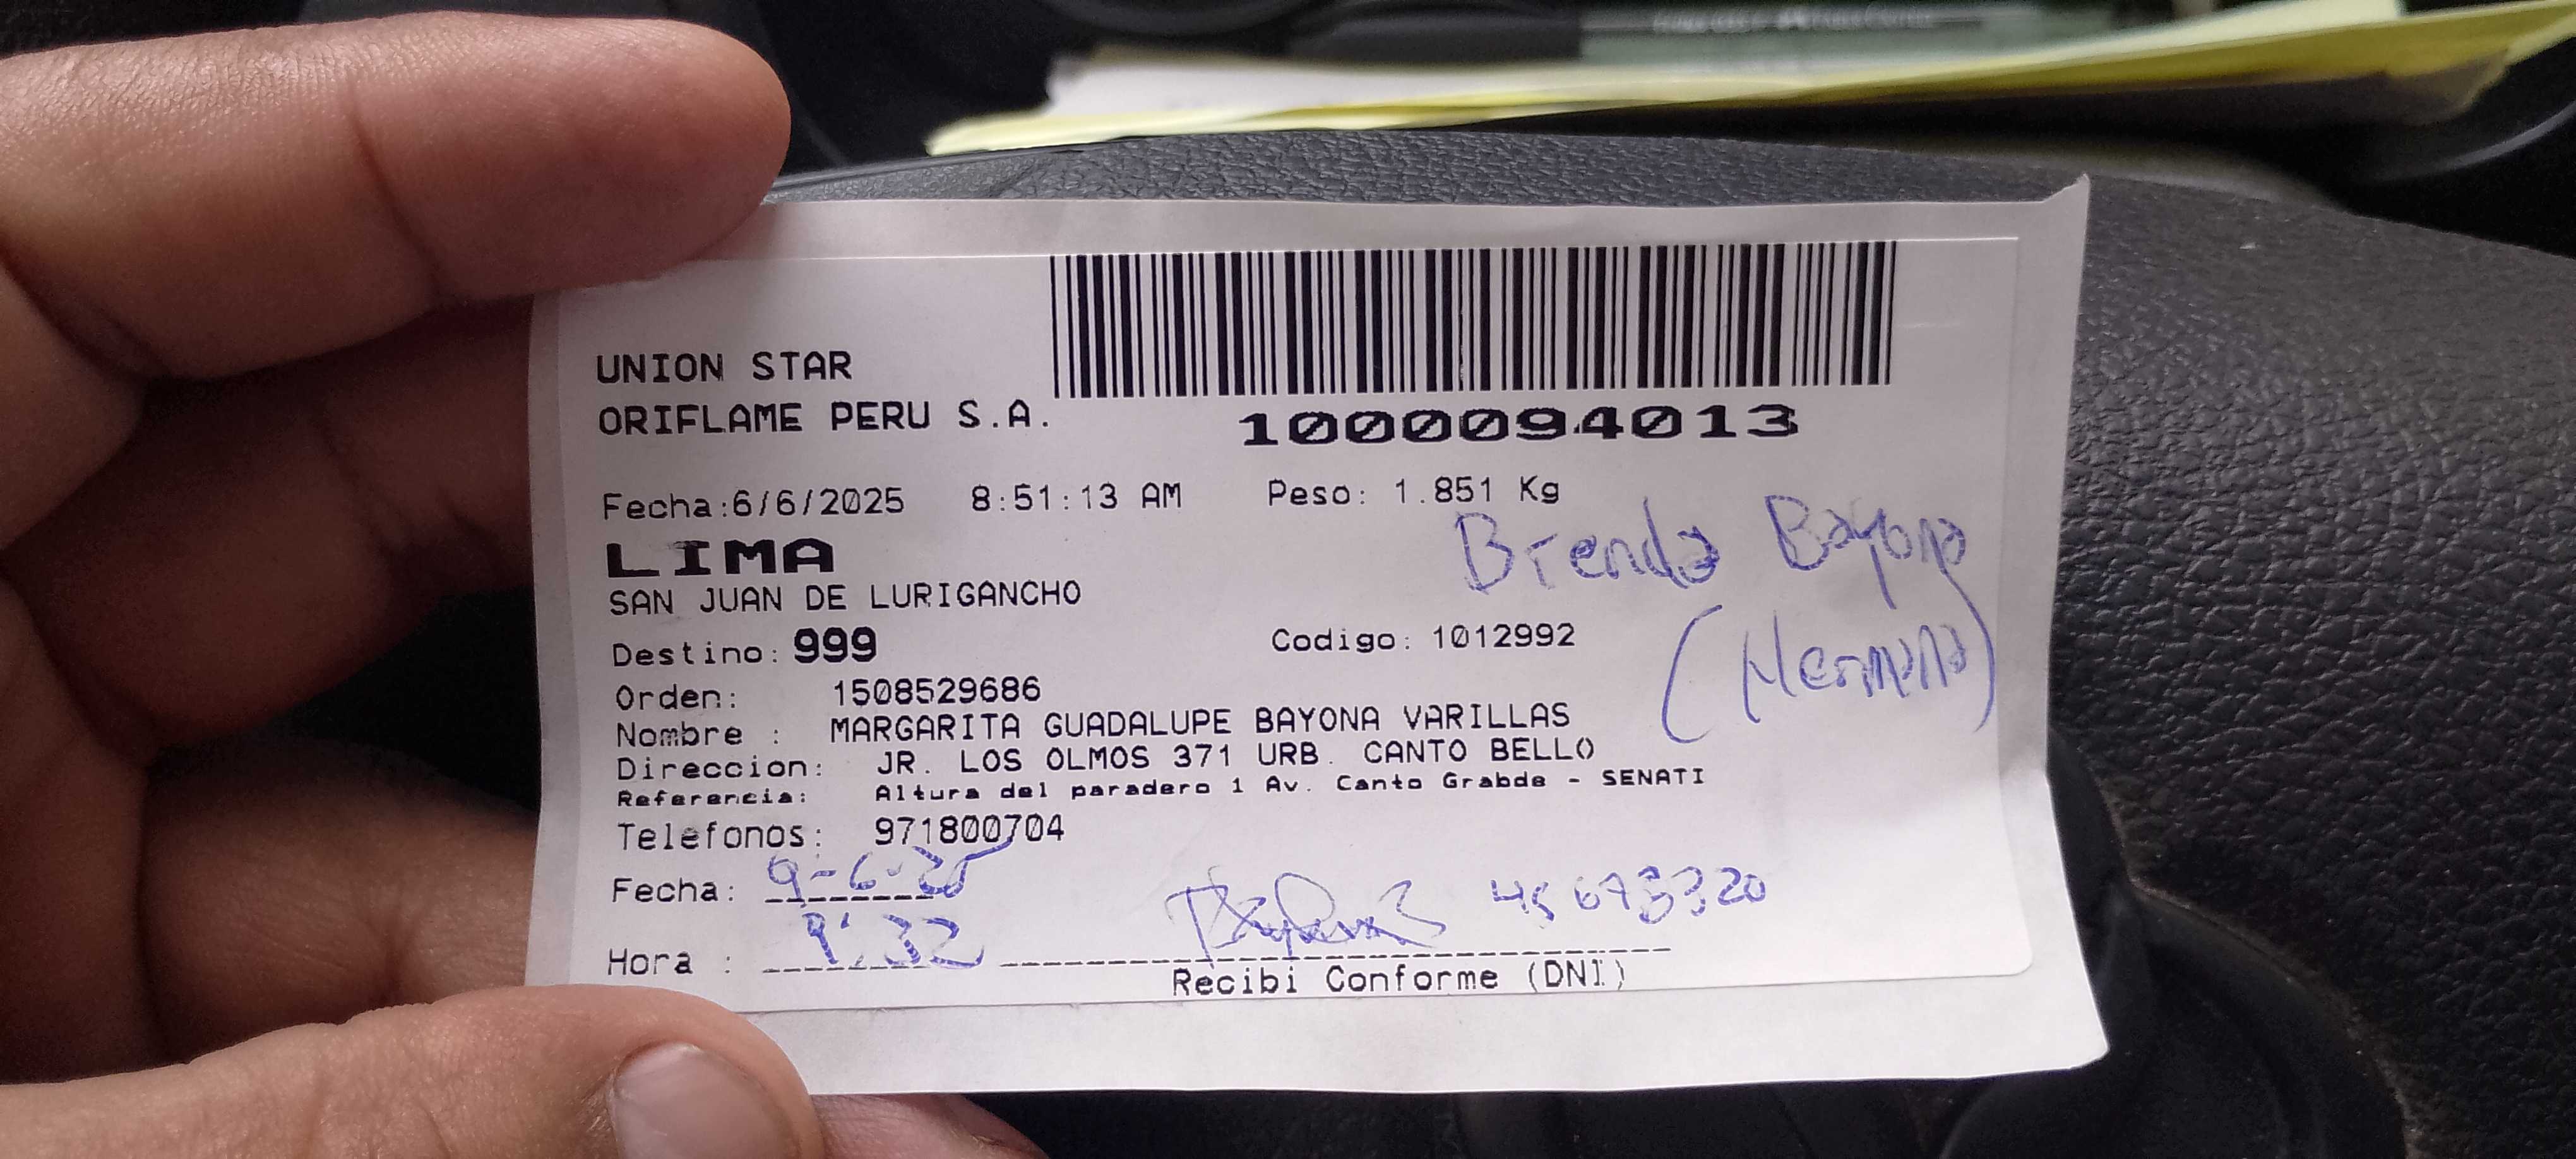 UNION STAR
ORIFLAME PERU S.A.
1000094013
Fecha:6/6/2025 8:51:13 AM Peso: 1.851 Kg
Brenda Bayona
LIMA
SAN JUAN DE LURIGANCHO
(Hermana)
Destino: 999 Codigo: 1012992
Orden: 1508529686
Nombre : MARGARITA GUADALUPE BAYONA VARILLAS
Direccion: JR. LOS OLMOS 371 URB. CANTO BELLO
Referencia: Altura del paradero 1 Av. Canto Grabde - SENATI
Telefonos: 971800704
Fecha: 9-6-25
45673320
Hora :
Recibi Conforme (DNI)